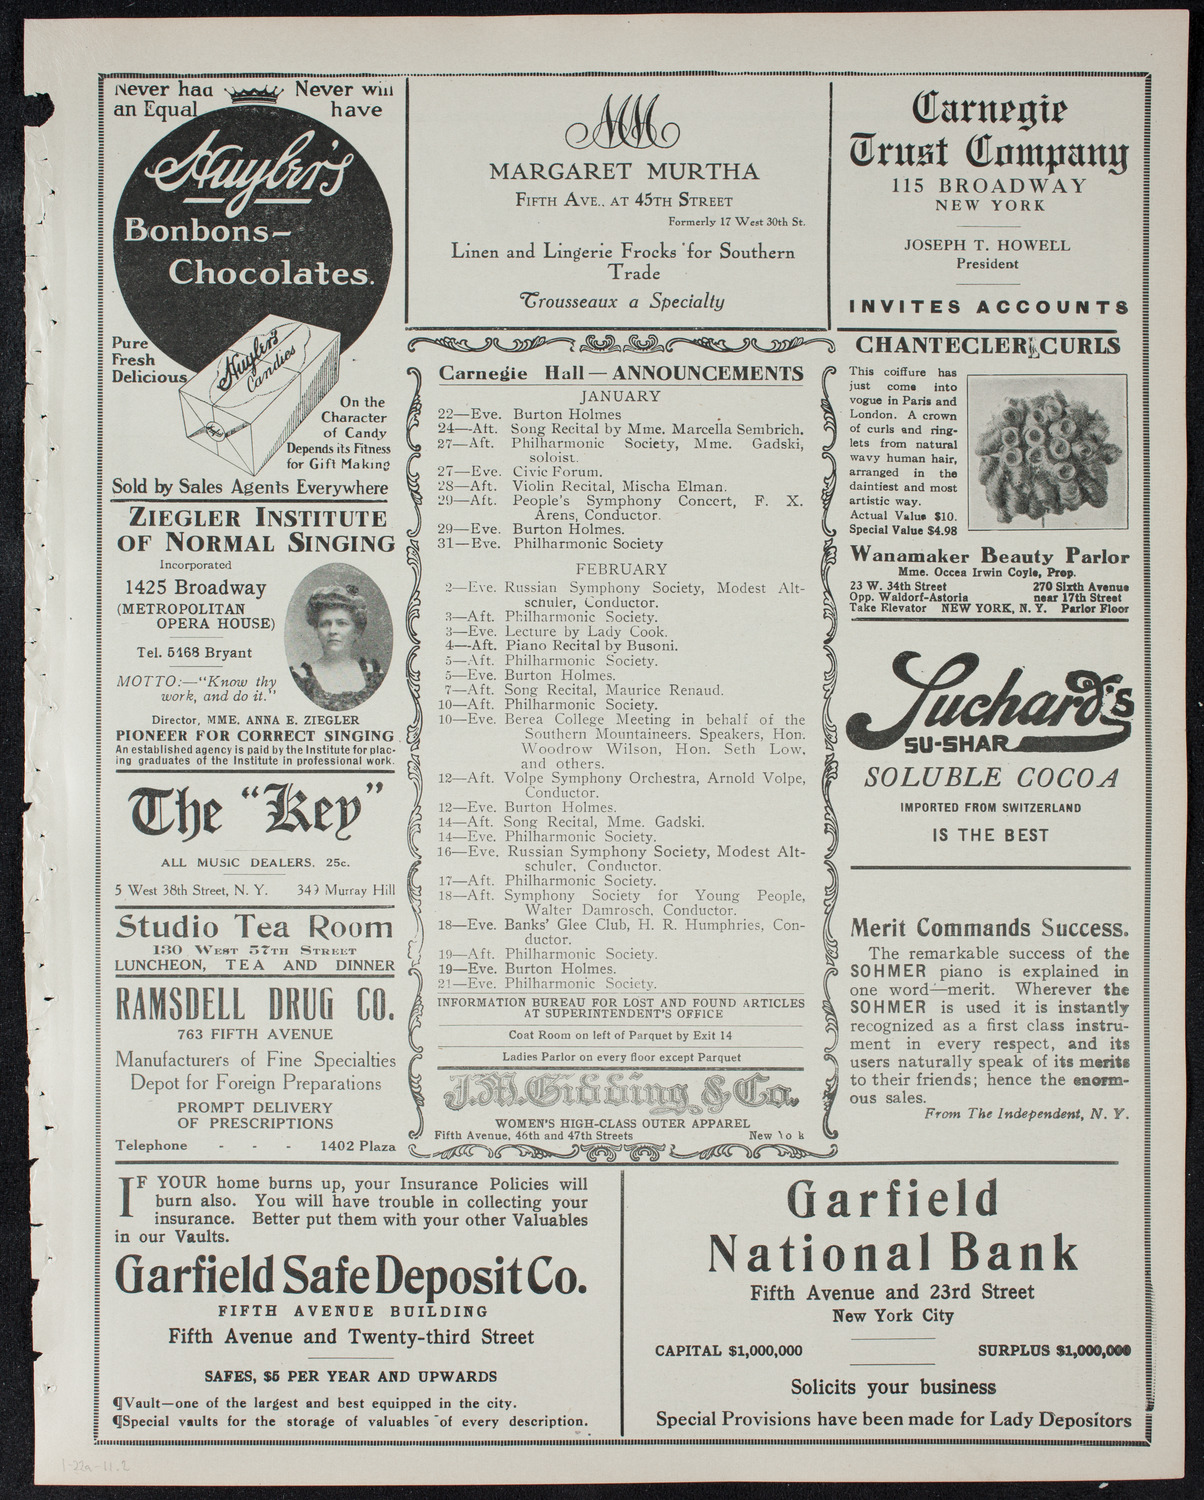 Never had
an Equal
Never will
have
Huyler's
Bonbons—
Chocolates.
Pure
Fresh
Delicious
Huyler's
Candies
On the
Character
of Candy
Depends its Fitness
for Gift Making
Sold by Sales Agents Everywhere
ZIEGLER INSTITUTE
OF NORMAL SINGING
Incorporated
1425 Broadway
(METROPOLITAN
OPERA HOUSE)
Tel. 5468 Bryant
MOTTO:—"Know thy
work, and do it."
Director, MME. ANNA E. ZIEGLER
PIONEER FOR CORRECT SINGING
An established agency is paid by the Institute for plac-
ing graduates of the Institute in professional work.
The "Key"
ALL MUSIC DEALERS. 25c.
5 West 38th Street, N. Y. 349 Murray Hill
Studio Tea Room
130 WEST 57TH STREET
LUNCHEON, TEA AND DINNER
RAMSDELL DRUG CO.
763 FIFTH AVENUE
Manufacturers of Fine Specialties
Depot for Foreign Preparations
PROMPT DELIVERY
OF PRESCRIPTIONS
Telephone - - - 1402 Plaza
MM
MARGARET MURTHA
FIFTH AVE., AT 45TH STREET
Formerly 17 West 30th St.
Linen and Lingerie Frocks for Southern
Trade
Trousseaux a Specialty
Carnegie Hall—ANNOUNCEMENTS
JANUARY
22—Eve. Burton Holmes
24—Aft. Song Recital by Mme. Marcella Sembrich.
27—Aft. Philharmonic Society, Mme. Gadski,
soloist.
27—Eve. Civic Forum.
28—Aft. Violin Recital, Mischa Elman.
29—Aft. People's Symphony Concert, F. X.
Arens, Conductor.
29—Eve. Burton Holmes.
31—Eve. Philharmonic Society
FEBRUARY
2—Eve. Russian Symphony Society, Modest Alt-
schuler, Conductor.
3—Aft. Philharmonic Society.
3—Eve. Lecture by Lady Cook.
4—Aft. Piano Recital by Busoni.
5—Aft. Philharmonic Society.
5—Eve. Burton Holmes.
7—Aft. Song Recital, Maurice Renaud.
10—Aft. Philharmonic Society.
10—Eve. Berea College Meeting in behalf of the
Southern Mountaineers. Speakers, Hon.
Woodrow Wilson, Hon. Seth Low,
and others.
12—Aft. Volpe Symphony Orchestra, Arnold Volpe,
Conductor.
12—Eve. Burton Holmes.
14—Aft. Song Recital, Mme. Gadski.
14—Eve. Philharmonic Society.
16—Eve. Russian Symphony Society, Modest Alt-
schuler, Conductor.
17—Aft. Philharmonic Society.
18—Aft. Symphony Society for Young People,
Walter Damrosch, Conductor.
18—Eve. Banks' Glee Club, H. R. Humphries, Con-
ductor.
19—Aft. Philharmonic Society.
19—Eve. Burton Holmes.
21—Eve. Philharmonic Society.
INFORMATION BUREAU FOR LOST AND FOUND ARTICLES
AT SUPERINTENDENT'S OFFICE
Coat Room on left of Parquet by Exit 14
Ladies Parlor on every floor except Parquet
J.M. Gidding & Co.
WOMEN'S HIGH-CLASS OUTER APPAREL
Fifth Avenue, 46th and 47th Streets New Yo k
Carnegie
Trust Company
115 BROADWAY
NEW YORK
JOSEPH T. HOWELL
President
INVITES ACCOUNTS
CHANTECLER CURLS
This coiffure has
just come into
vogue in Paris and
London. A crown
of curls and ring-
lets from natural
wavy human hair,
arranged in the
daintiest and most
artistic way.
Actual Value $10.
Special Value $4.98
Wanamaker Beauty Parlor
Mme. Occea Irwin Coyle, Prop.
23 W. 34th Street 270 Sixth Avenue
Opp. Waldorf-Astoria near 17th Street
Take Elevator NEW YORK, N. Y. Parlor Floor
Suchard's
SU-SHAR
SOLUBLE COCOA
IMPORTED FROM SWITZERLAND
IS THE BEST
Merit Commands Success.
The remarkable success of the
SOHMER piano is explained in
one word—merit. Wherever the
SOHMER is used it is instantly
recognized as a first class instru-
ment in every respect, and its
users naturally speak of its merits
to their friends; hence the enorm-
ous sales.
From The Independent, N. Y.
IF YOUR home burns up, your Insurance Policies will
burn also. You will have trouble in collecting your
insurance. Better put them with your other Valuables
in our Vaults.
Garfield Safe Deposit Co.
FIFTH AVENUE BUILDING
Fifth Avenue and Twenty-third Street
SAFES, $5 PER YEAR AND UPWARDS
¶Vault—one of the largest and best equipped in the city.
¶Special vaults for the storage of valuables of every description.
Garfield
National Bank
Fifth Avenue and 23rd Street
New York City
CAPITAL $1,000,000 SURPLUS $1,000,000
Solicits your business
Special Provisions have been made for Lady Depositors
1-22a-11.2